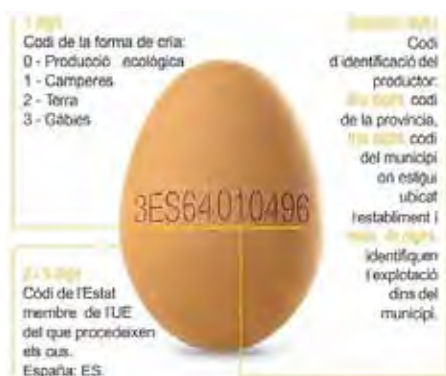 1 digit
Codi de la forma de cria:
0 - Producció ecológica
1 - Camperes
2 - Terra
3 - Gàbies
3ES64010496
Codi de l'Estat
membre de l'UE
del que procedeixen
els ous.
España: ES.
Codi
d'identificació del
productor:
codi
de la província,
codi
del municipi
on estigui
ubicat
l'establiment i
identifiquen
l'explotació
dins del
municipi.